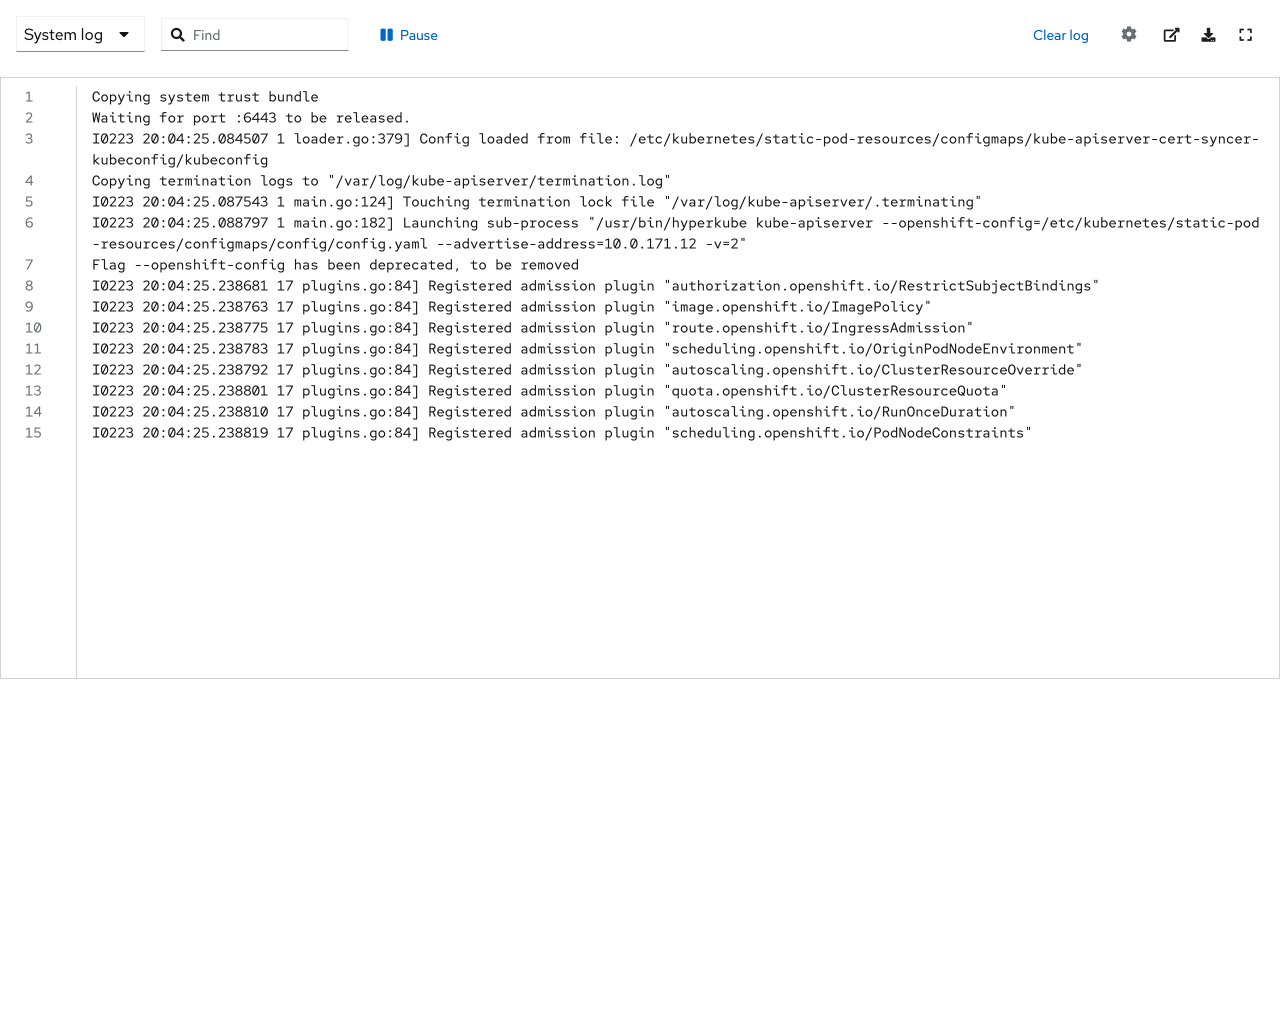 System log
Find
Pause
Clear log
1 Copying system trust bundle
2 Waiting for port :6443 to be released.
3 I0223 20:04:25.084507 1 loader.go:379] Config loaded from file: /etc/kubernetes/static-pod-resources/configmaps/kube-apiserver-cert-syncer-
kubeconfig/kubeconfig
4 Copying termination logs to "/var/log/kube-apiserver/termination.log"
5 I0223 20:04:25.087543 1 main.go:124] Touching termination lock file "/var/log/kube-apiserver/.terminating"
6 I0223 20:04:25.088797 1 main.go:182] Launching sub-process "/usr/bin/hyperkube kube-apiserver --openshift-config=/etc/kubernetes/static-pod
-resources/configmaps/config/config.yaml --advertise-address=10.0.171.12 -v=2"
7 Flag --openshift-config has been deprecated, to be removed
8 I0223 20:04:25.238681 17 plugins.go:84] Registered admission plugin "authorization.openshift.io/RestrictSubjectBindings"
9 I0223 20:04:25.238763 17 plugins.go:84] Registered admission plugin "image.openshift.io/ImagePolicy"
10 I0223 20:04:25.238775 17 plugins.go:84] Registered admission plugin "route.openshift.io/IngressAdmission"
11 I0223 20:04:25.238783 17 plugins.go:84] Registered admission plugin "scheduling.openshift.io/OriginPodNodeEnvironment"
12 I0223 20:04:25.238792 17 plugins.go:84] Registered admission plugin "autoscaling.openshift.io/ClusterResourceOverride"
13 I0223 20:04:25.238801 17 plugins.go:84] Registered admission plugin "quota.openshift.io/ClusterResourceQuota"
14 I0223 20:04:25.238810 17 plugins.go:84] Registered admission plugin "autoscaling.openshift.io/RunOnceDuration"
15 I0223 20:04:25.238819 17 plugins.go:84] Registered admission plugin "scheduling.openshift.io/PodNodeConstraints"